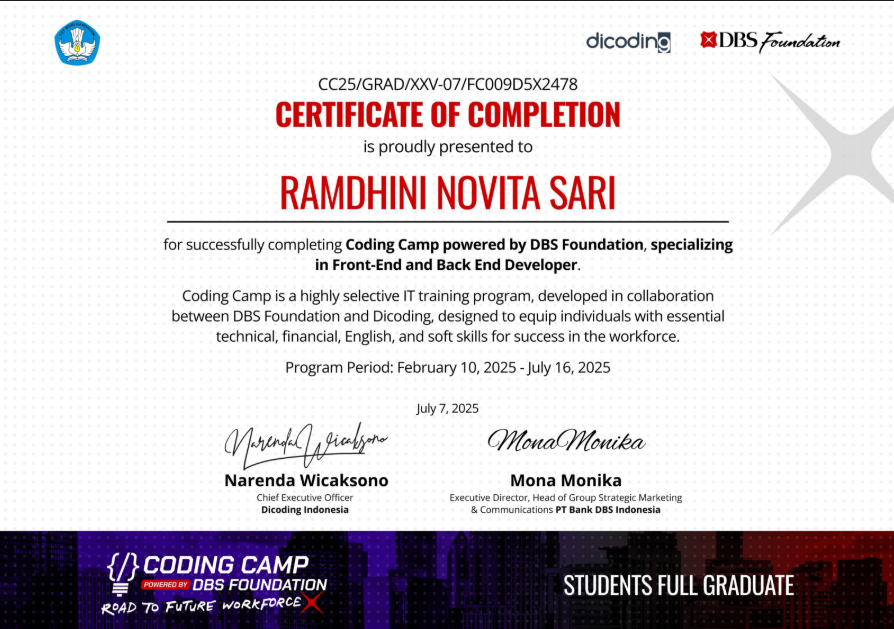 dicoding
DBS Foundation
CC25/GRAD/XXV-07/FC009D5X2478
CERTIFICATE OF COMPLETION
is proudly presented to
RAMDHINI NOVITA SARI
for successfully completing Coding Camp powered by DBS Foundation, specializing
in Front-End and Back End Developer.
Coding Camp is a highly selective IT training program, developed in collaboration
between DBS Foundation and Dicoding, designed to equip individuals with essential
technical, financial, English, and soft skills for success in the workforce.
Program Period: February 10, 2025 - July 16, 2025
July 7, 2025
Narenda Wicaksono
MonaMonika
Narenda Wicaksono
Mona Monika
Chief Executive Officer
Executive Director, Head of Group Strategic Marketing
Dicoding Indonesia
& Communications PT Bank DBS Indonesia
{/} CODING CAMP
POWERED BY DBS FOUNDATION
ROAD TO FUTURE WORKFORCE
STUDENTS FULL GRADUATE